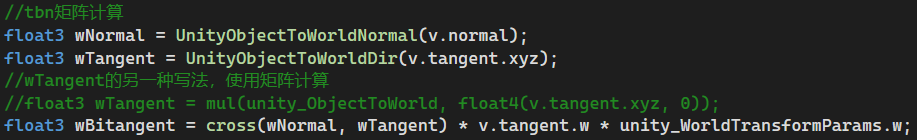 //tbn矩阵计算
float3 wNormal = UnityObjectToWorldNormal(v.normal);
float3 wTangent = UnityObjectToWorldDir(v.tangent.xyz);
//wTangent的另一种写法，使用矩阵计算
//float3 wTangent = mul(unity_ObjectToWorld, float4(v.tangent.xyz, 0));
float3 wBitangent = cross(wNormal, wTangent) * v.tangent.w * unity_WorldTransformParams.w;